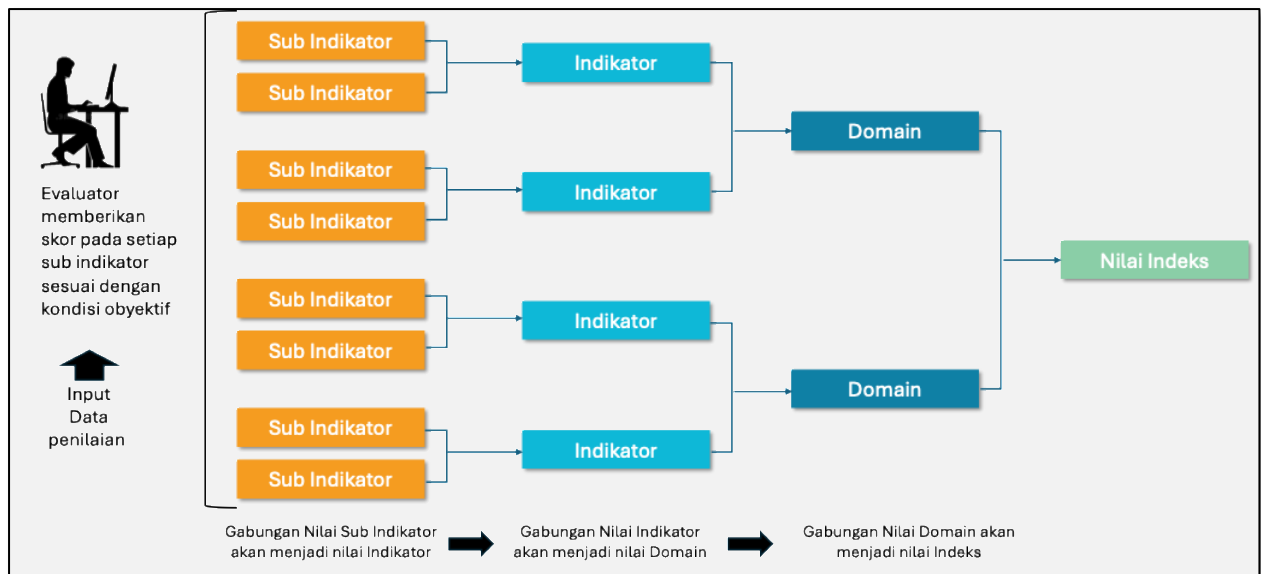 Evaluator
memberikan
skor pada setiap
sub indikator
sesuai dengan
kondisi obyektif
Input
Data
penilaian
Sub Indikator
Sub Indikator
Sub Indikator
Sub Indikator
Sub Indikator
Sub Indikator
Sub Indikator
Sub Indikator
Indikator
Indikator
Indikator
Indikator
Domain
Domain
Nilai Indeks
Gabungan Nilai Sub Indikator
akan menjadi nilai Indikator
Gabungan Nilai Indikator
akan menjadi nilai Domain
Gabungan Nilai Domain akan
menjadi nilai Indeks